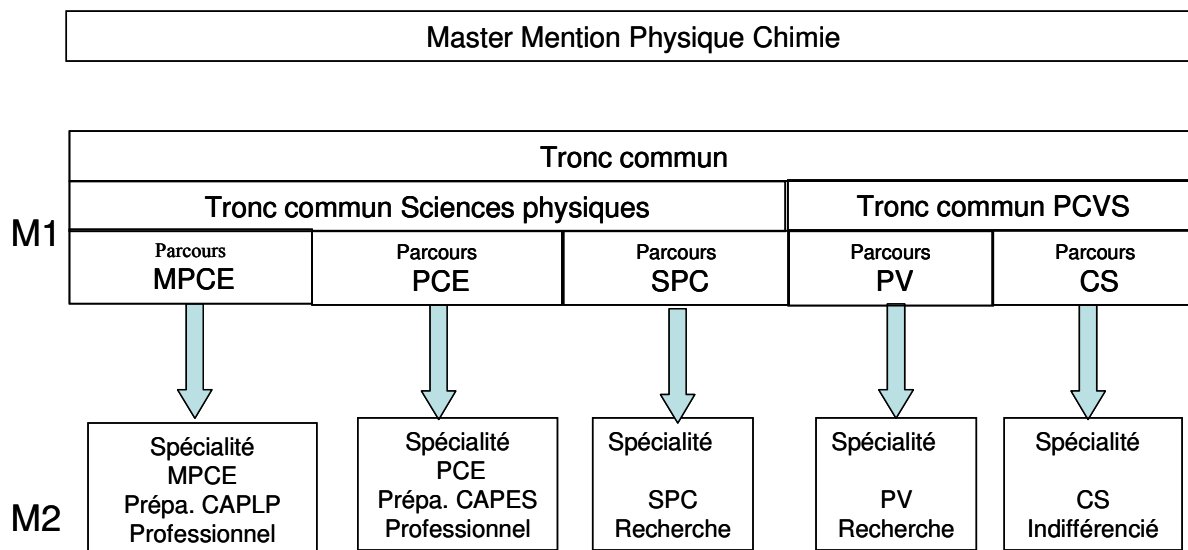 Master Mention Physique Chimie
Tronc commun
Tronc commun Sciences physiques
Tronc commun PCVS
M1
Parcours
MPCE
Parcours
PCE
Parcours
SPC
Parcours
PV
Parcours
CS
M2
Spécialité
MPCE
Prépa. CAPLP
Professionnel
Spécialité
PCE
Prépa. CAPES
Professionnel
Spécialité
SPC
Recherche
Spécialité
PV
Recherche
Spécialité
CS
Indifférencié